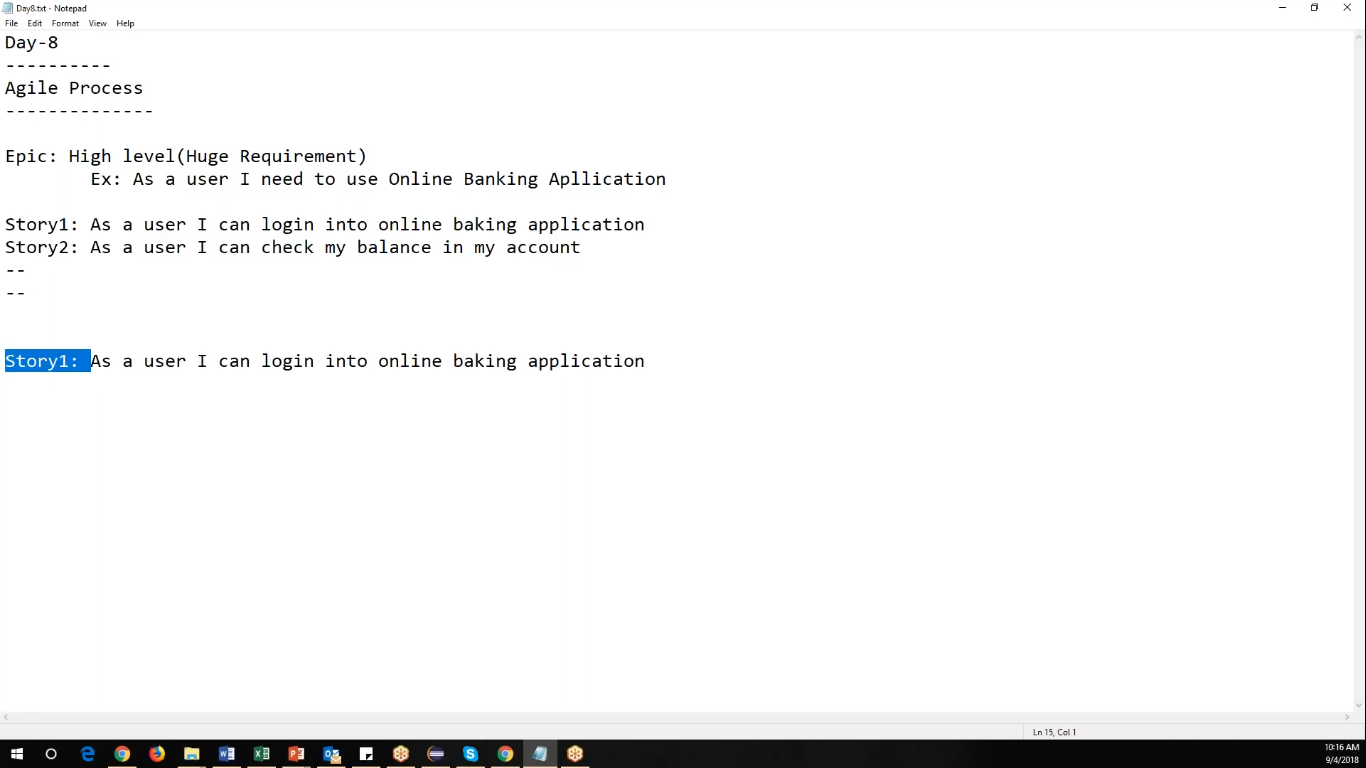 Day8.txt - Notepad
File Edit Format View Help
Day-8
----------
Agile Process
--------------
Epic: High level(Huge Requirement)
Ex: As a user I need to use Online Banking Apllication
Story1: As a user I can login into online baking application
Story2: As a user I can check my balance in my account
--
--
Story1: As a user I can login into online baking application
Ln 15, Col 1
10:16 AM
9/4/2018